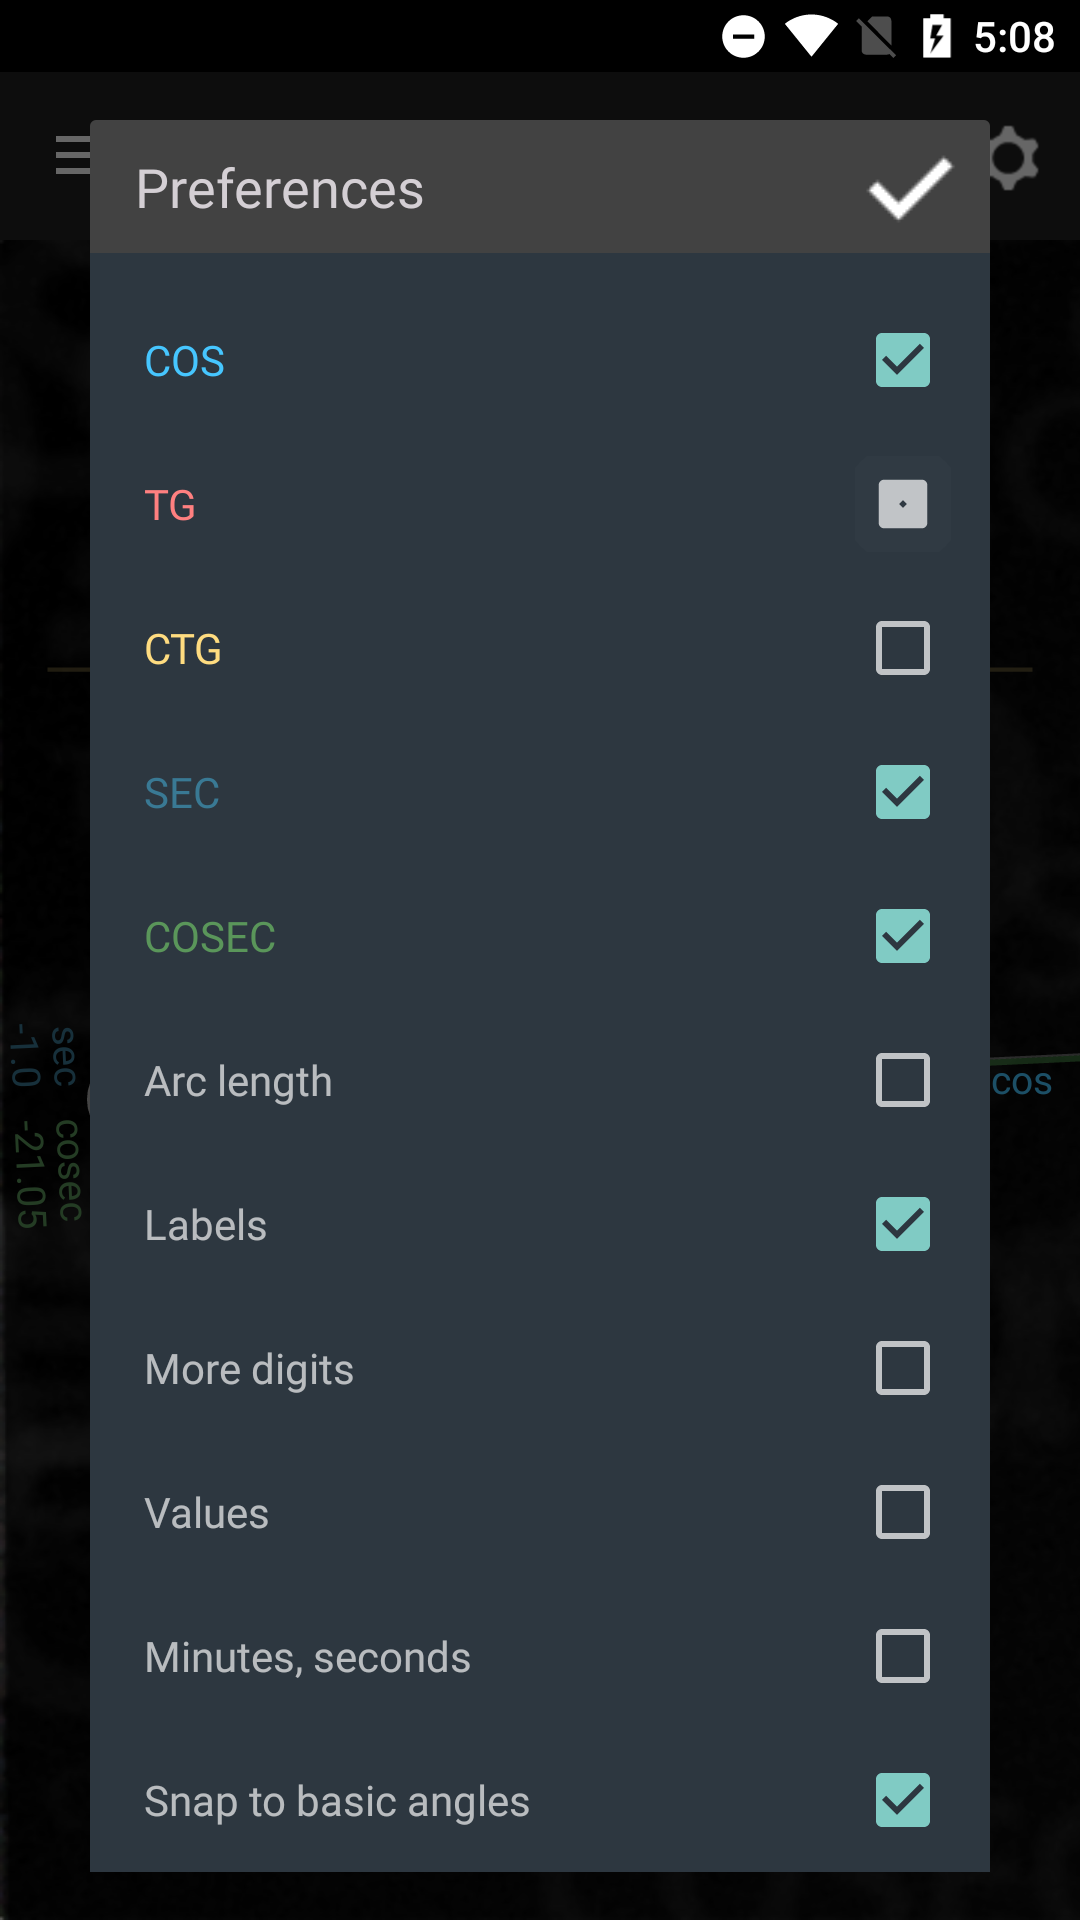 5:08
Preferences
COS
TG
CTG
SEC
COSEC
Arc length
Labels
More digits
Values
Minutes, seconds
Snap to basic angles
sec
-1.0
cosec
-21.05
cos